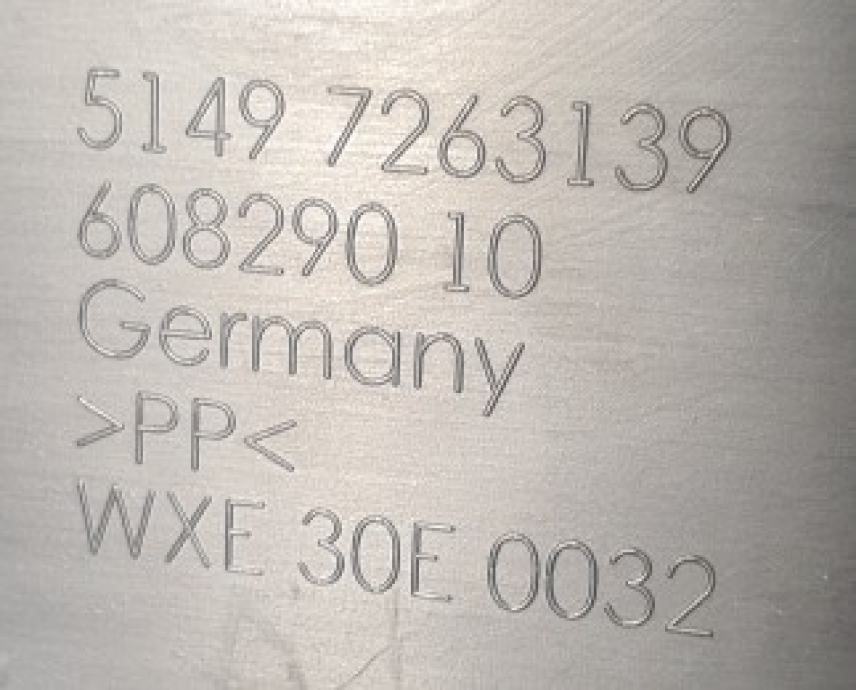 5149 7263139
608290 10
Germany
>PP<
WXE 30E 0032